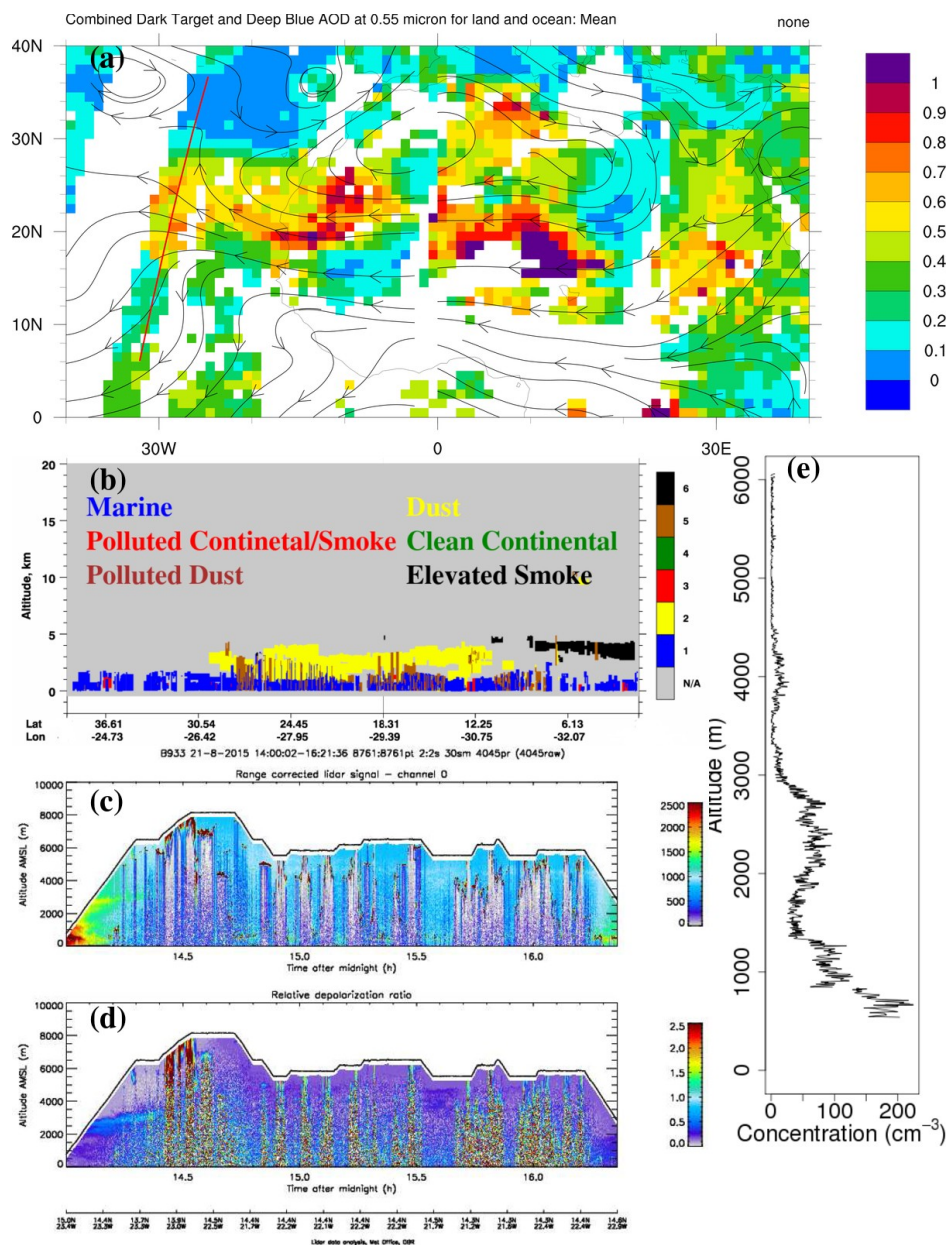 Combined Dark Target and Deep Blue AOD at 0.55 micron for land and ocean: Mean none
(a)
40N
30N
20N
10N
0
30W 0 30E
1
0.9
0.8
0.7
0.6
0.5
0.4
0.3
0.2
0.1
0
(b)
Marine Dust
Polluted Continetal/Smoke Clean Continental
Polluted Dust Elevated Smoke
Altitude, km
20
15
10
5
0
6
5
4
3
2
1
N/A
Lat 36.61 30.54 24.45 18.31 12.25 6.13
Lon -24.73 -26.42 -27.95 -29.39 -30.75 -32.07
B933 21-8-2015 14:00:02-16:21:36 8761:8761pt 2:2s 30sm 4045pr (4045raw)
Range corrected lidar signal - channel 0
(c)
Altitude AMSL (m)
10000
8000
6000
4000
2000
0
14.5 15.0 15.5 16.0
Time after midnight (h)
2500
2000
1500
1000
500
0
Relative depolarization ratio
(d)
Altitude AMSL (m)
10000
8000
6000
4000
2000
0
14.5 15.0 15.5 16.0
Time after midnight (h)
2.5
2.0
1.5
1.0
0.5
0.0
Lidar data analysis, Met Office, GBR
(e)
Altitude (m)
6000
5000
4000
3000
2000
1000
0
0 100 200
Concentration (cm⁻³)